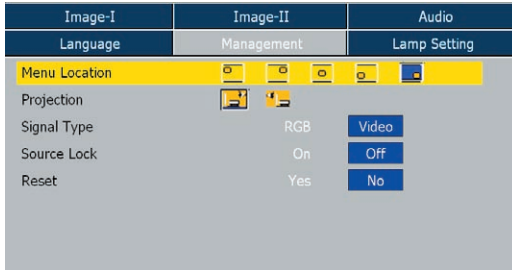 Image-I Image-II Audio
Language Management Lamp Setting
Menu Location
Projection
Signal Type RGB Video
Source Lock On Off
Reset Yes No